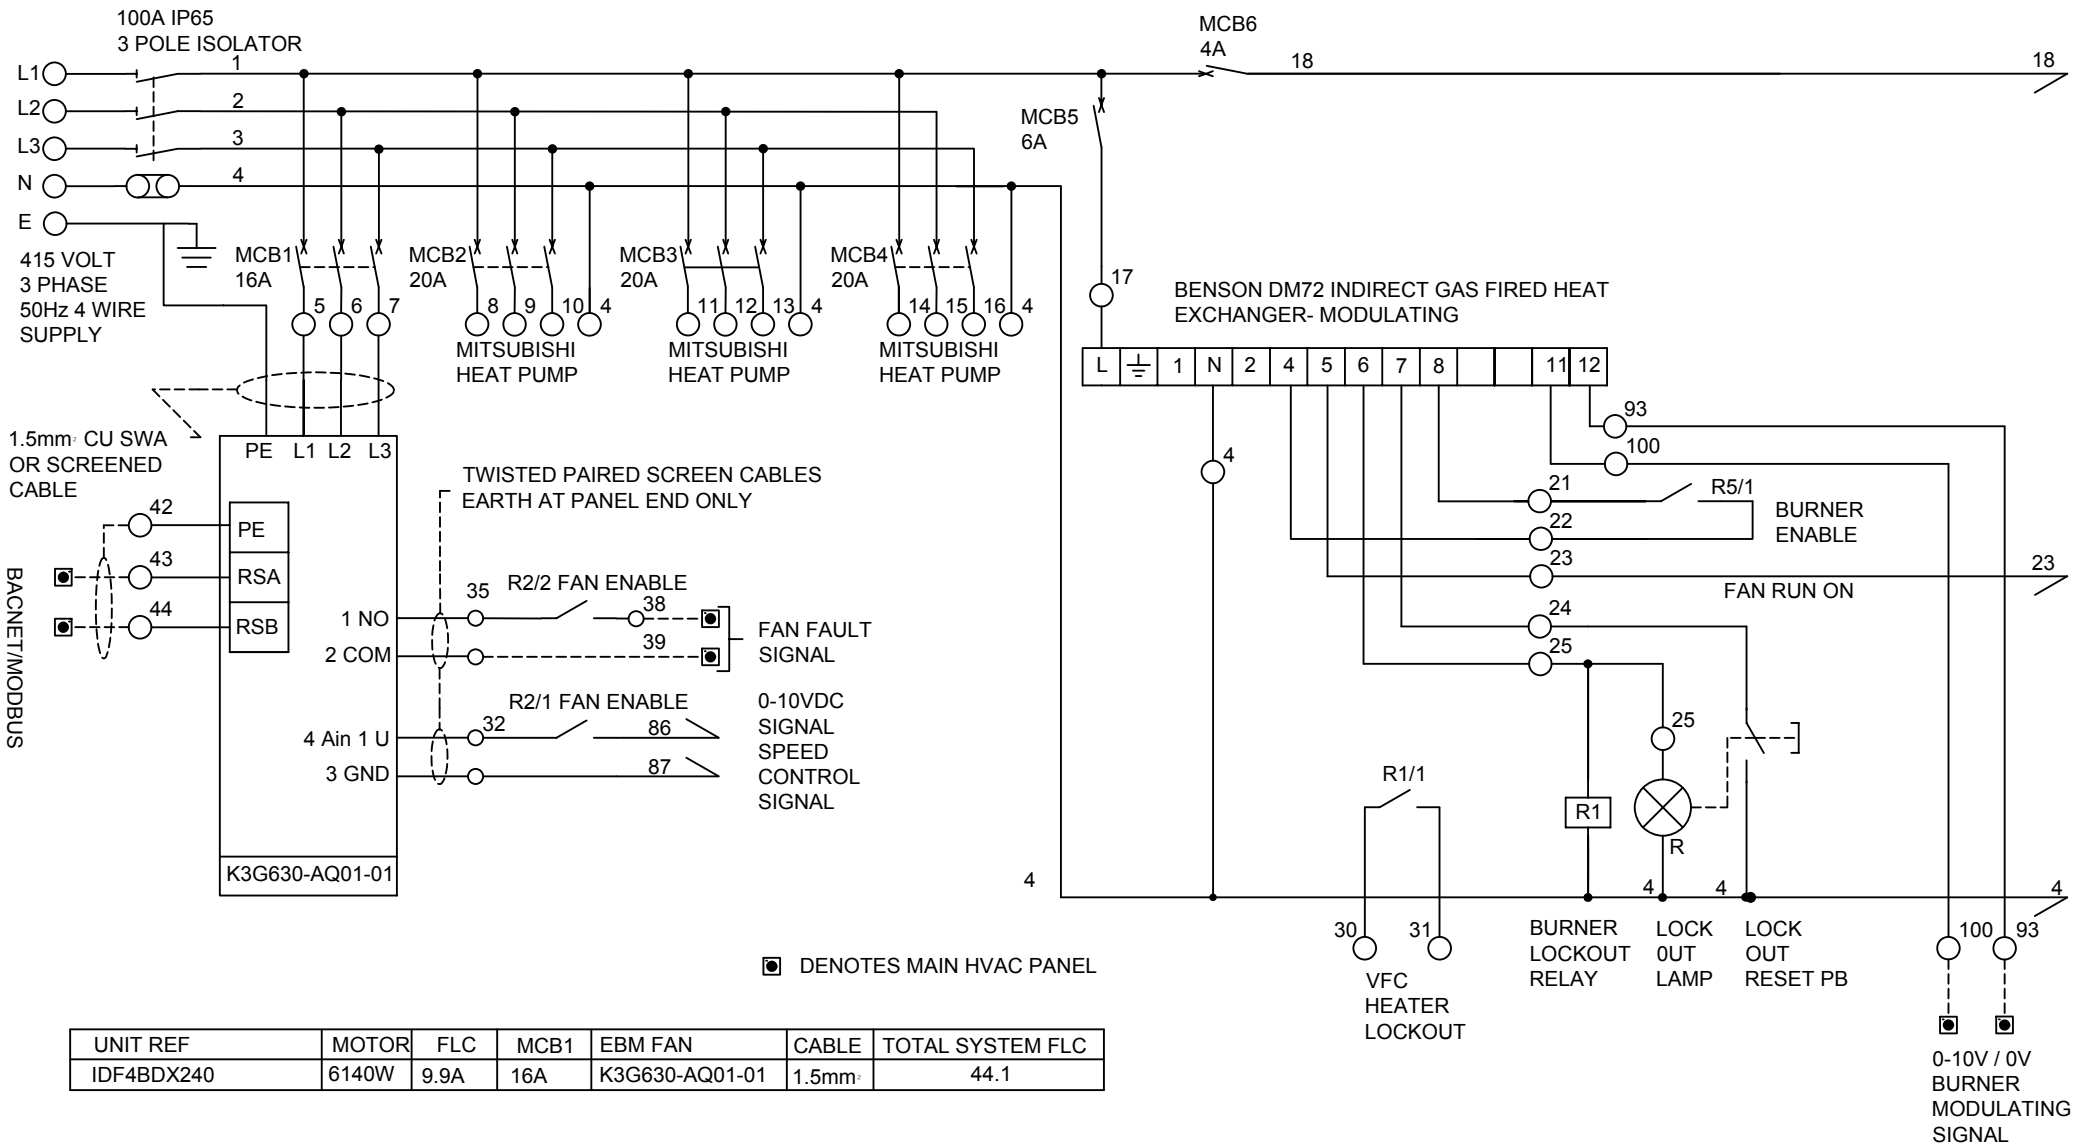 100A IP65
3 POLE ISOLATOR
MCB6
4A
L1 1 18 18
L2 2
L3 3
N 4
E
MCB5
6A
415 VOLT
3 PHASE
50Hz 4 WIRE
SUPPLY
MCB1
16A
MCB2
20A
MCB3
20A
MCB4
20A
5 6 7
8 9 10 4
11 12 13 4
14 15 16 4
17
MITSUBISHI
HEAT PUMP
MITSUBISHI
HEAT PUMP
MITSUBISHI
HEAT PUMP
BENSON DM72 INDIRECT GAS FIRED HEAT
EXCHANGER- MODULATING
L 1 N 2 4 5 6 7 8 11 12
93
100
4
1.5mm² CU SWA
OR SCREENED
CABLE
PE L1 L2 L3
TWISTED PAIRED SCREEN CABLES
EARTH AT PANEL END ONLY
42
PE
43
RSA
44
RSB
BACNET/MODBUS
1 NO
35
R2/2 FAN ENABLE
38
2 COM
39
FAN FAULT
SIGNAL
4 Ain 1 U
32
R2/1 FAN ENABLE
86
3 GND
87
0-10VDC
SIGNAL
SPEED
CONTROL
SIGNAL
K3G630-AQ01-01
21
R5/1
22
BURNER
ENABLE
23
23
FAN RUN ON
24
25
25
R1/1
R1
R
4
4 4 4
30 31
VFC
HEATER
LOCKOUT
BURNER
LOCKOUT
RELAY
LOCK
0UT
LAMP
LOCK
OUT
RESET PB
100 93
0-10V / 0V
BURNER
MODULATING
SIGNAL
DENOTES MAIN HVAC PANEL
UNIT REF MOTOR FLC MCB1 EBM FAN CABLE TOTAL SYSTEM FLC
IDF4BDX240 6140W 9.9A 16A K3G630-AQ01-01 1.5mm² 44.1